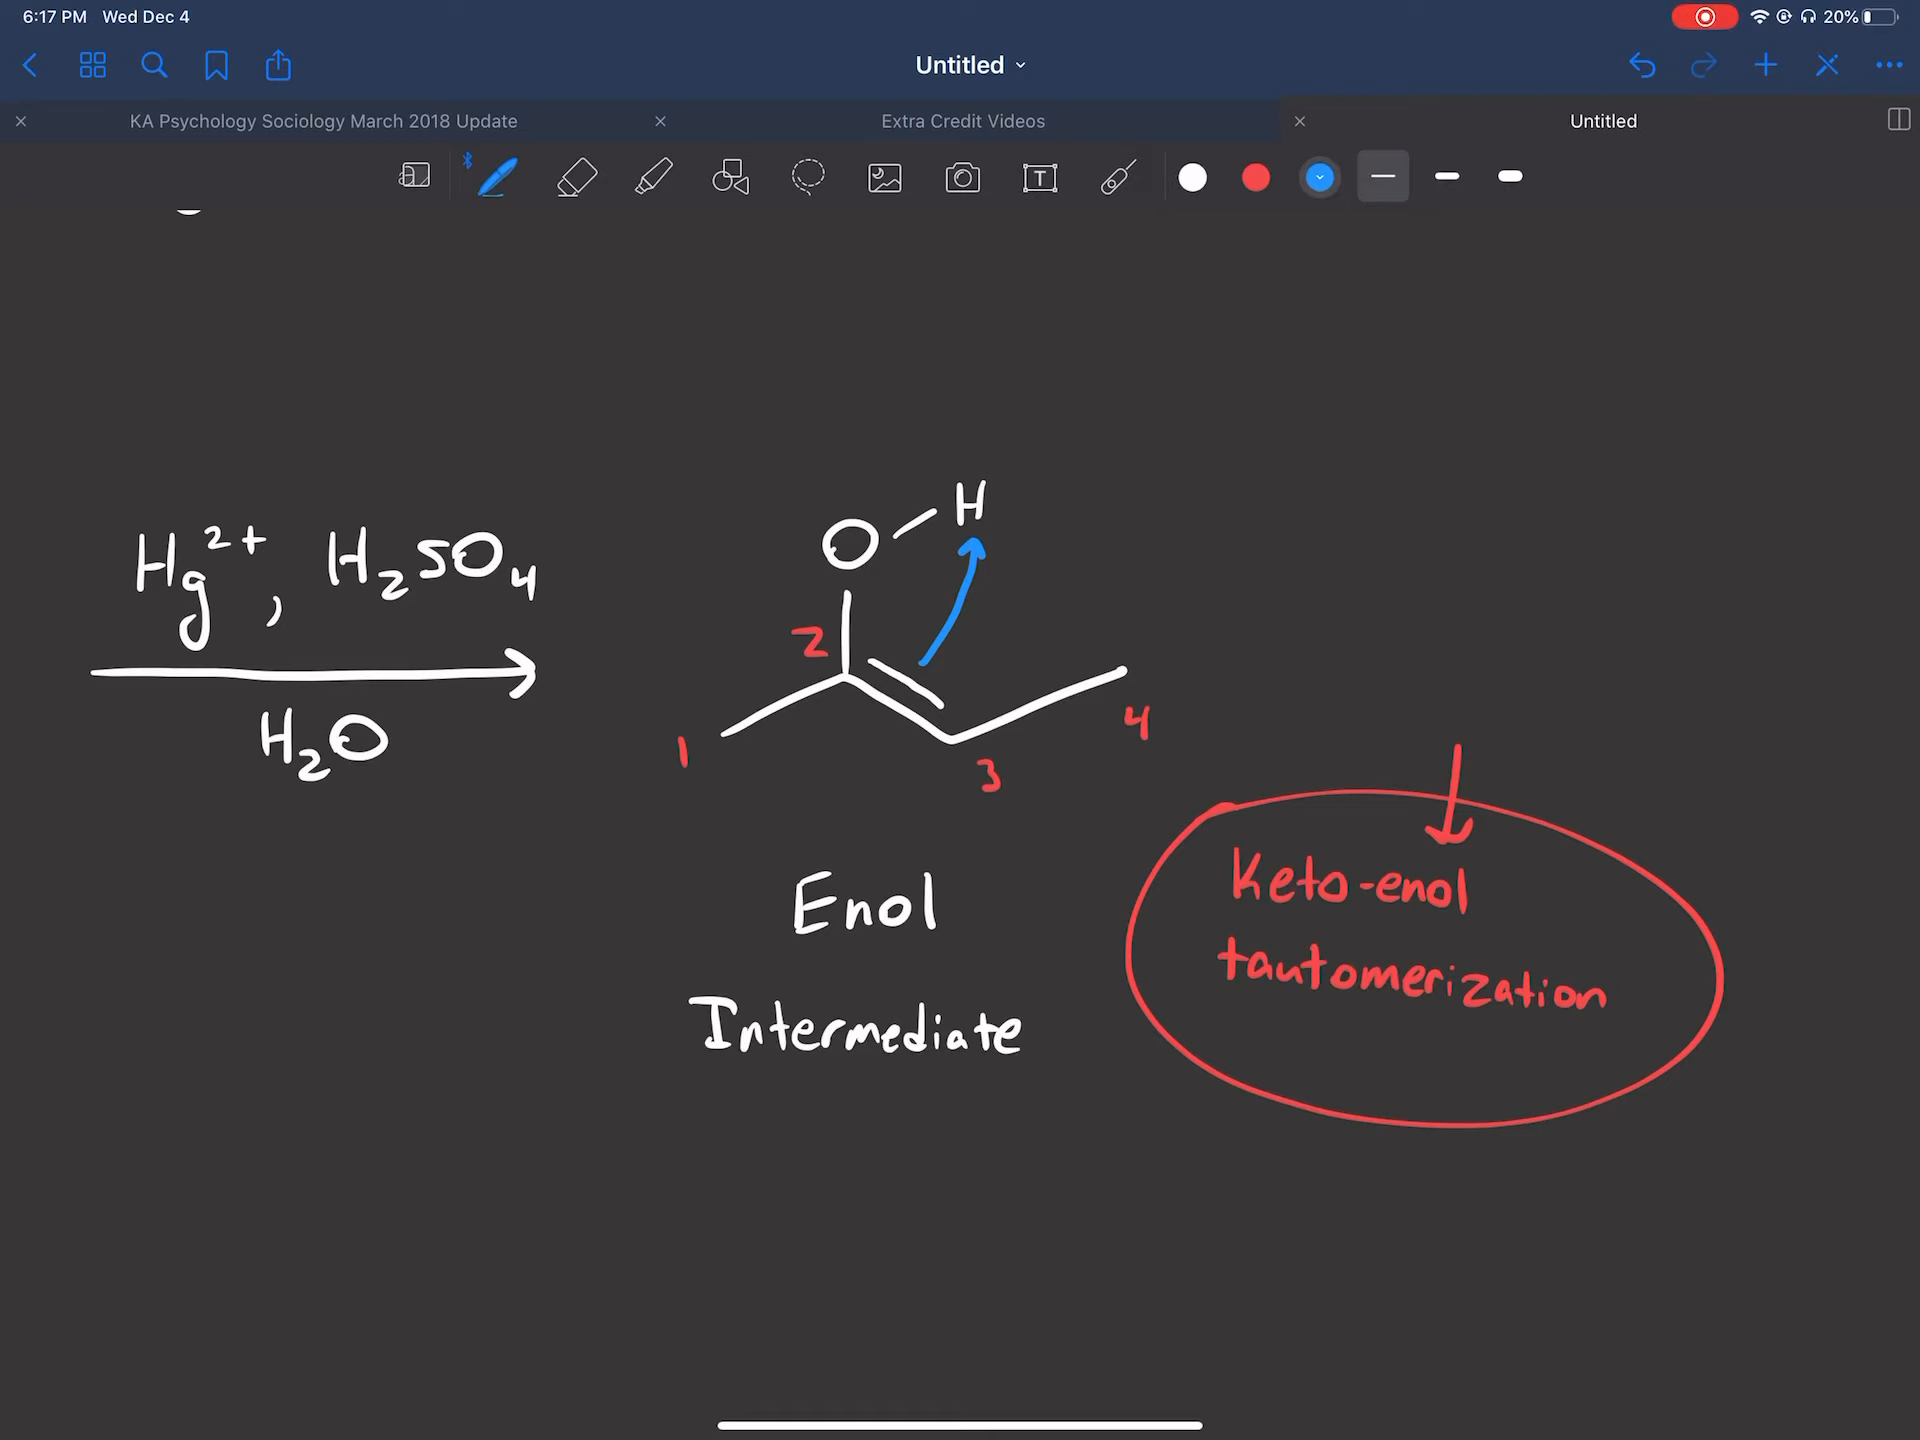 6:17 PM Wed Dec 4
20%
Untitled
KA Psychology Sociology March 2018 Update
Extra Credit Videos
Untitled
T
Hg²⁺, H₂SO₄
H₂O
O-H
2
1
4
3
Keto-enol
tautomerization
Enol
Intermediate